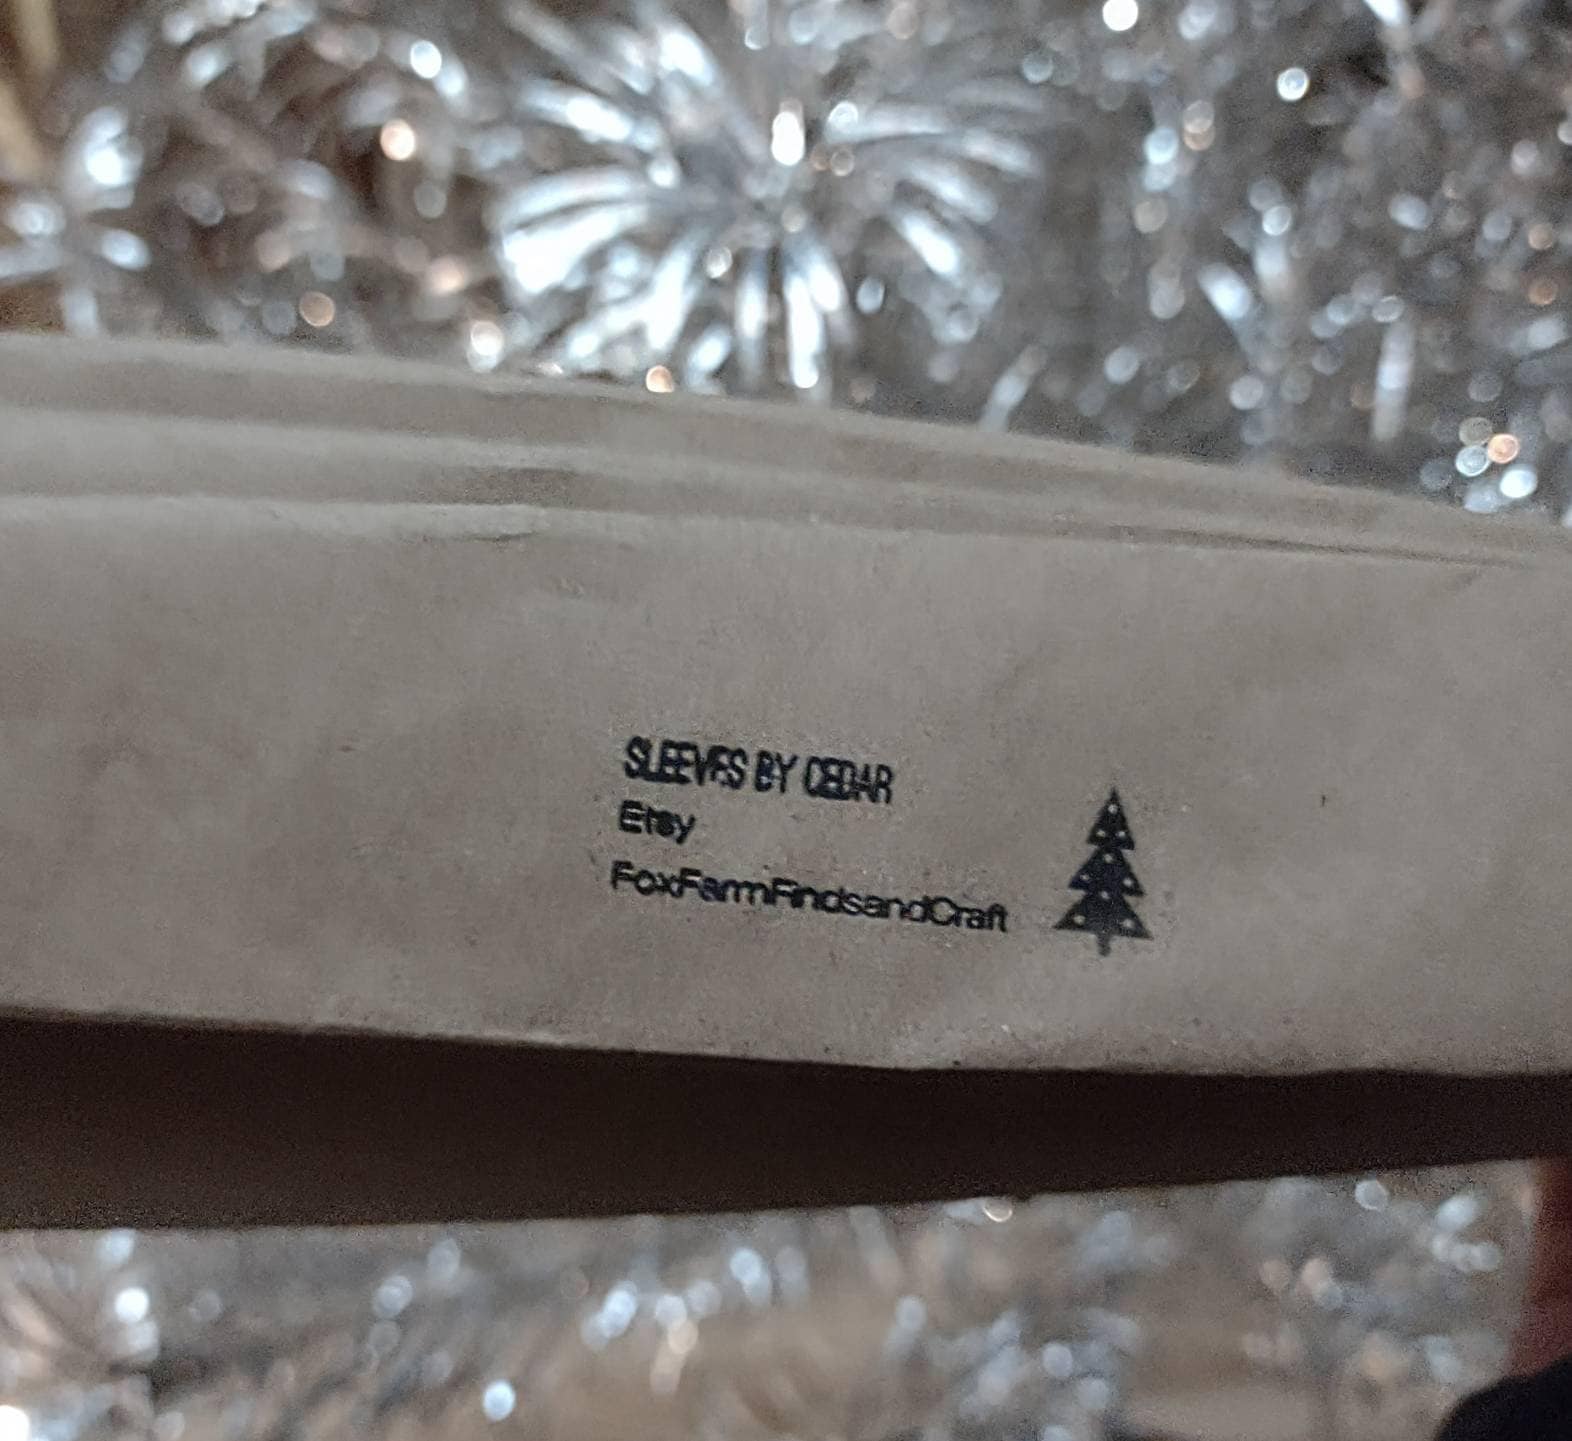 SLEEVES BY CEDAR
Etsy
FoxFarmFindsandCraft